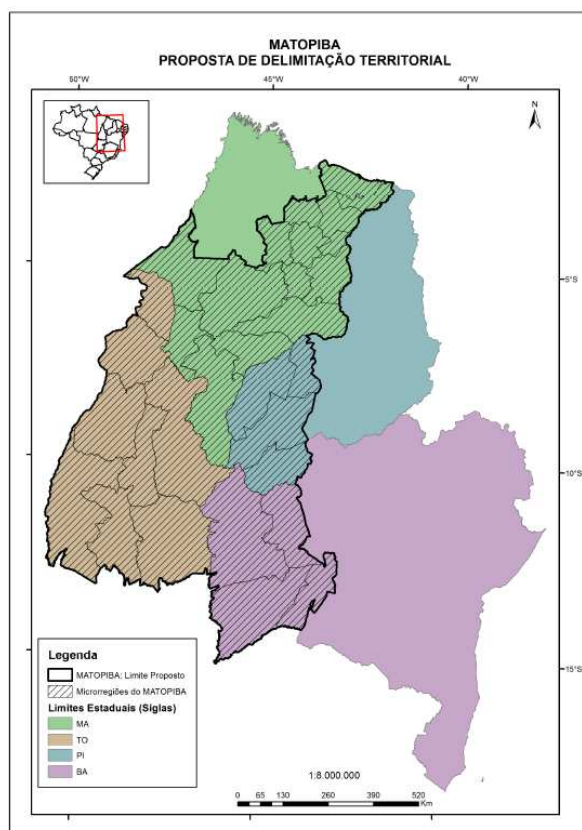 MATOPIBA
PROPOSTA DE DELIMITAÇÃO TERRITORIAL
50°W 45°W 40°W
N
5°S
10°S
15°S
Legenda
MATOPIBA: Limite Proposto
Microrregiões do MATOPIBA
Limites Estaduais (Siglas)
MA
TO
PI
BA
1:8.000.000
0 65 130 260 390 520
Km